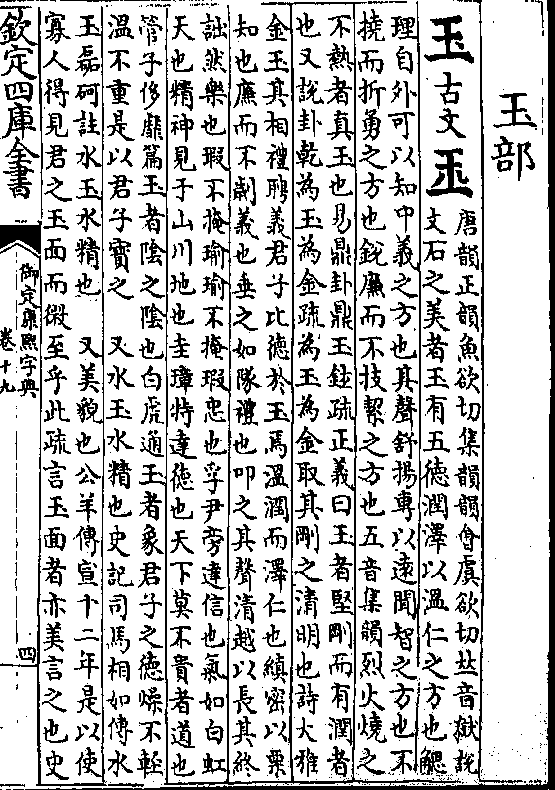 玉部
玉古文𤣪唐韻正韻魚欲切集韻韻會虞欲切𠀤音獄說
文石之美者玉有五德潤澤以溫仁之方也䚡
理自外可以知中義之方也其聲舒揚專以遠聞智之方也不
撓而折勇之方也銳廉而不技潔之方也五音集韻烈火燒之
不熱者真玉也易鼎卦鼎玉鉉疏正義曰玉者堅剛而有潤者
也又說卦乾為玉為金疏為玉為金取其剛之清明也詩大雅
金玉其相禮聘義君子比德於玉焉溫潤而澤仁也縝密以栗
知也廉而不劌義也垂之如隊禮也叩之其聲清越以長其終
詘然樂也瑕不掩瑜瑜不掩瑕忠也孚尹旁達信也氣如白虹
天也精神見于山川地也圭璋特達德也天下莫不貴者道也
管子侈靡篇玉者陰之陰也白虎通玉者象君子之德燥不輕
溫不重是以君子寶之　又水玉水精也史記司馬相如傳水
玉磊砢註水玉水精也　又美貌也公羊傳宣十二年是以使
寡人得見君之玉面而微至乎此疏言玉面者亦美言之也史
欽定四庫全書
御定康熙字典
卷十九
四